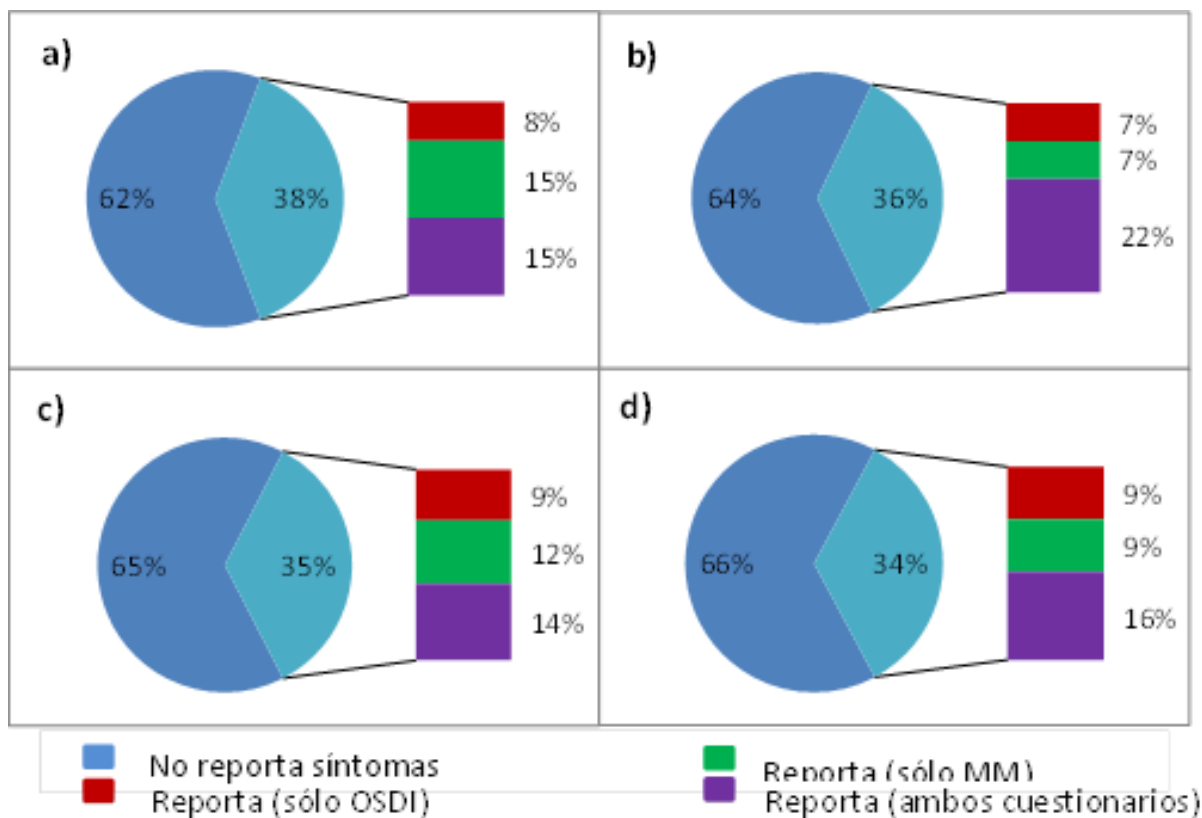 a)
62%
38%
8%
15%
15%
b)
64%
36%
7%
7%
22%
c)
65%
35%
9%
12%
14%
d)
66%
34%
9%
9%
16%
No reporta síntomas
Reporta (sólo MM)
Reporta (sólo OSDI)
Reporta (ambos cuestionarios)